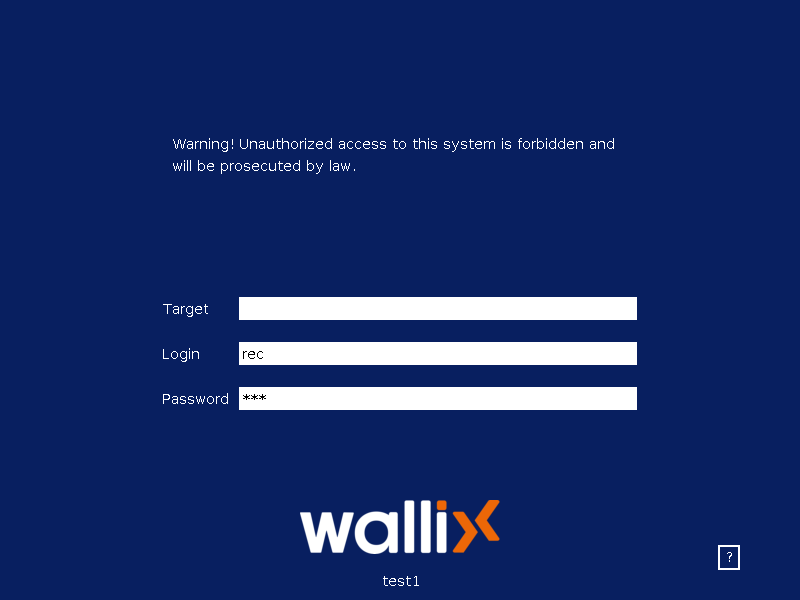 Warning! Unauthorized access to this system is forbidden and
will be prosecuted by law.
Target
Login rec
Password ***
wallix
?
test1